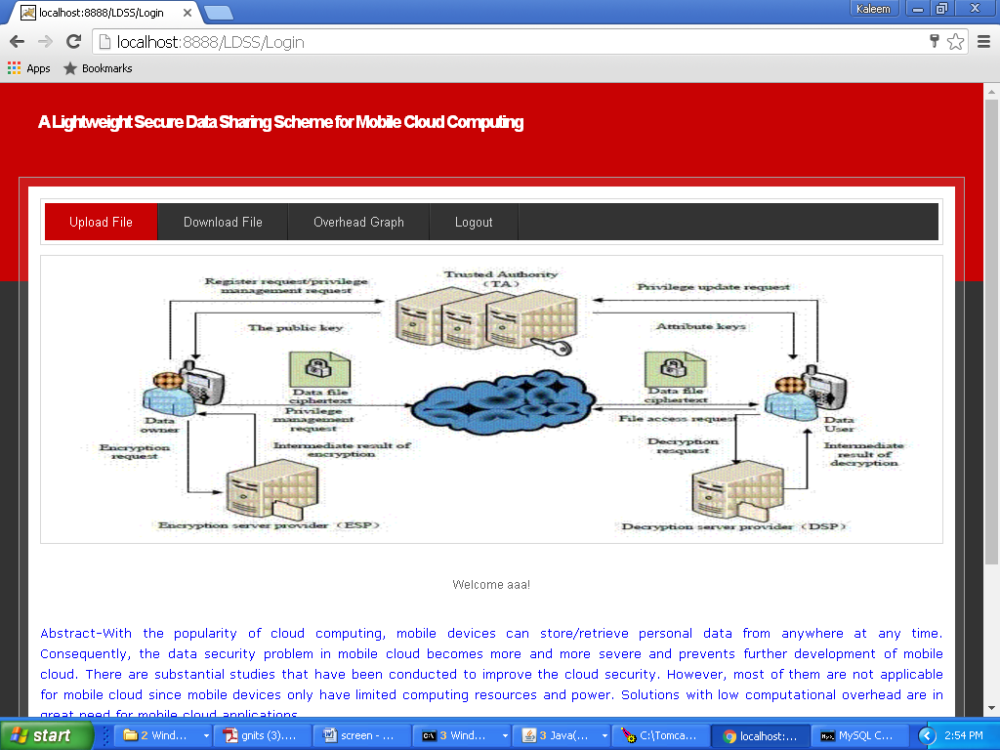 localhost:8888/LDSS/Login
Kaleem
localhost:8888/LDSS/Login
Apps
Bookmarks
A Lightweight Secure Data Sharing Scheme for Mobile Cloud Computing
Upload File
Download File
Overhead Graph
Logout
Trusted Authority
(TA)
Register request/privilege
management request
Privilege update request
The public key
Attribute keys
Data file
ciphertext
Privilege
management
request
Data file
ciphertext
File access request
Data
owner
Data
User
Encryption
request
Intermediate result of
encryption
Decryption
resquest
Intermediate
result of
decryption
Encryption server provider (ESP)
Decryption server provider (DSP)
Welcome aaa!
Abstract-With the popularity of cloud computing, mobile devices can store/retrieve personal data from anywhere at any time.
Consequently, the data security problem in mobile cloud becomes more and more severe and prevents further development of mobile
cloud. There are substantial studies that have been conducted to improve the cloud security. However, most of them are not applicable
for mobile cloud since mobile devices only have limited computing resources and power. Solutions with low computational overhead are in
great need for mobile cloud applications.
start
2 Wind...
gnits (3)....
screen - ...
3 Wind...
3 Java(...
C:\Tomca...
localhost:...
MySQL C...
2:54 PM